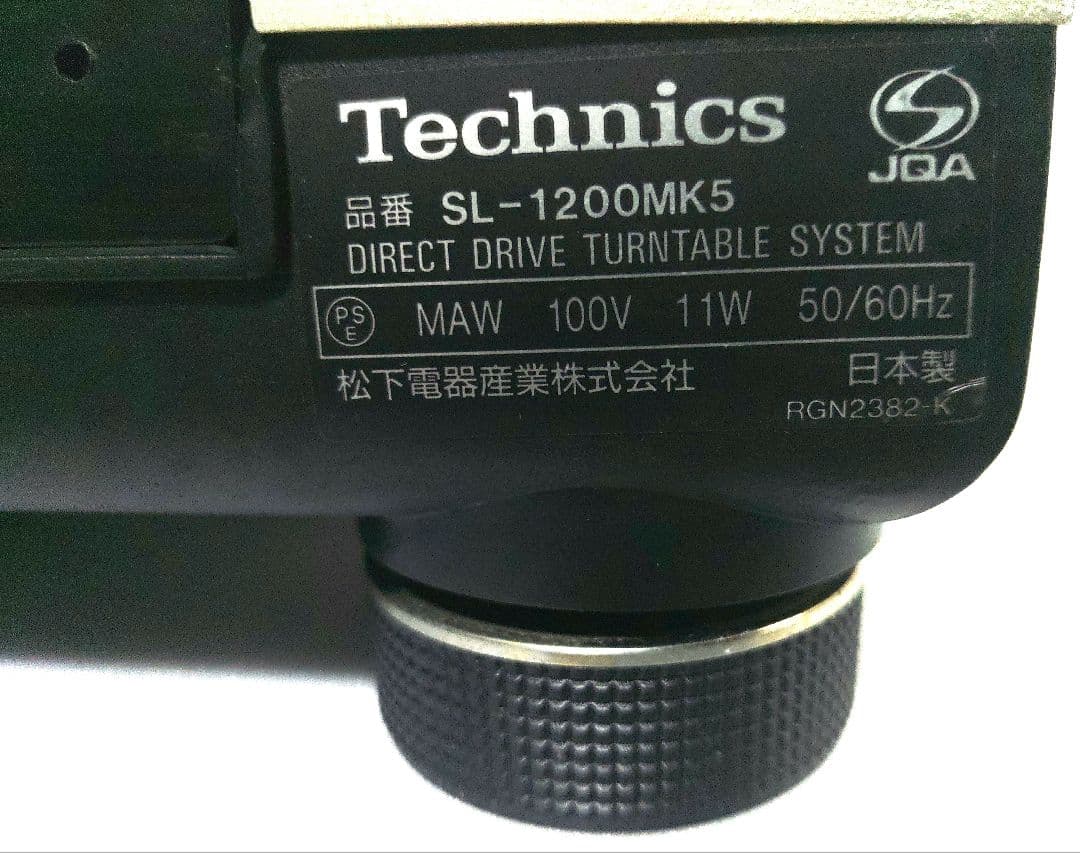 Technics
JQA
品番 SL-1200MK5
DIRECT DRIVE TURNTABLE SYSTEM
PSE MAW 100V 11W 50/60Hz
松下電器産業株式会社 日本製
RGN2382-K